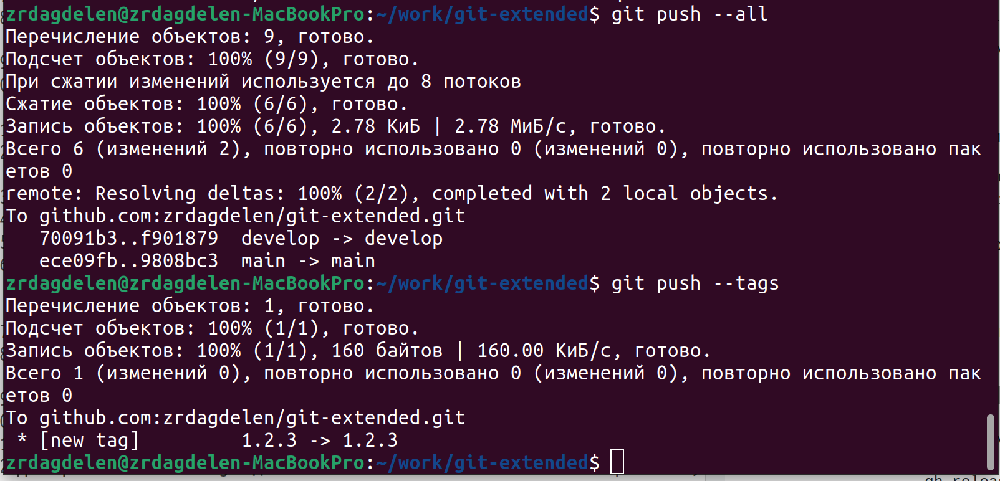 zrdagdelen@zrdagdelen-MacBookPro:~/work/git-extended$ git push --all
Перечисление объектов: 9, готово.
Подсчет объектов: 100% (9/9), готово.
При сжатии изменений используется до 8 потоков
Сжатие объектов: 100% (6/6), готово.
Запись объектов: 100% (6/6), 2.78 КиБ | 2.78 МиБ/с, готово.
Всего 6 (изменений 2), повторно использовано 0 (изменений 0), повторно использовано пак
етов 0
remote: Resolving deltas: 100% (2/2), completed with 2 local objects.
To github.com:zrdagdelen/git-extended.git
   70091b3..f901879  develop -> develop
   ece09fb..9808bc3  main -> main
zrdagdelen@zrdagdelen-MacBookPro:~/work/git-extended$ git push --tags
Перечисление объектов: 1, готово.
Подсчет объектов: 100% (1/1), готово.
Запись объектов: 100% (1/1), 160 байтов | 160.00 КиБ/с, готово.
Всего 1 (изменений 0), повторно использовано 0 (изменений 0), повторно использовано пак
етов 0
To github.com:zrdagdelen/git-extended.git
 * [new tag]         1.2.3 -> 1.2.3
zrdagdelen@zrdagdelen-MacBookPro:~/work/git-extended$